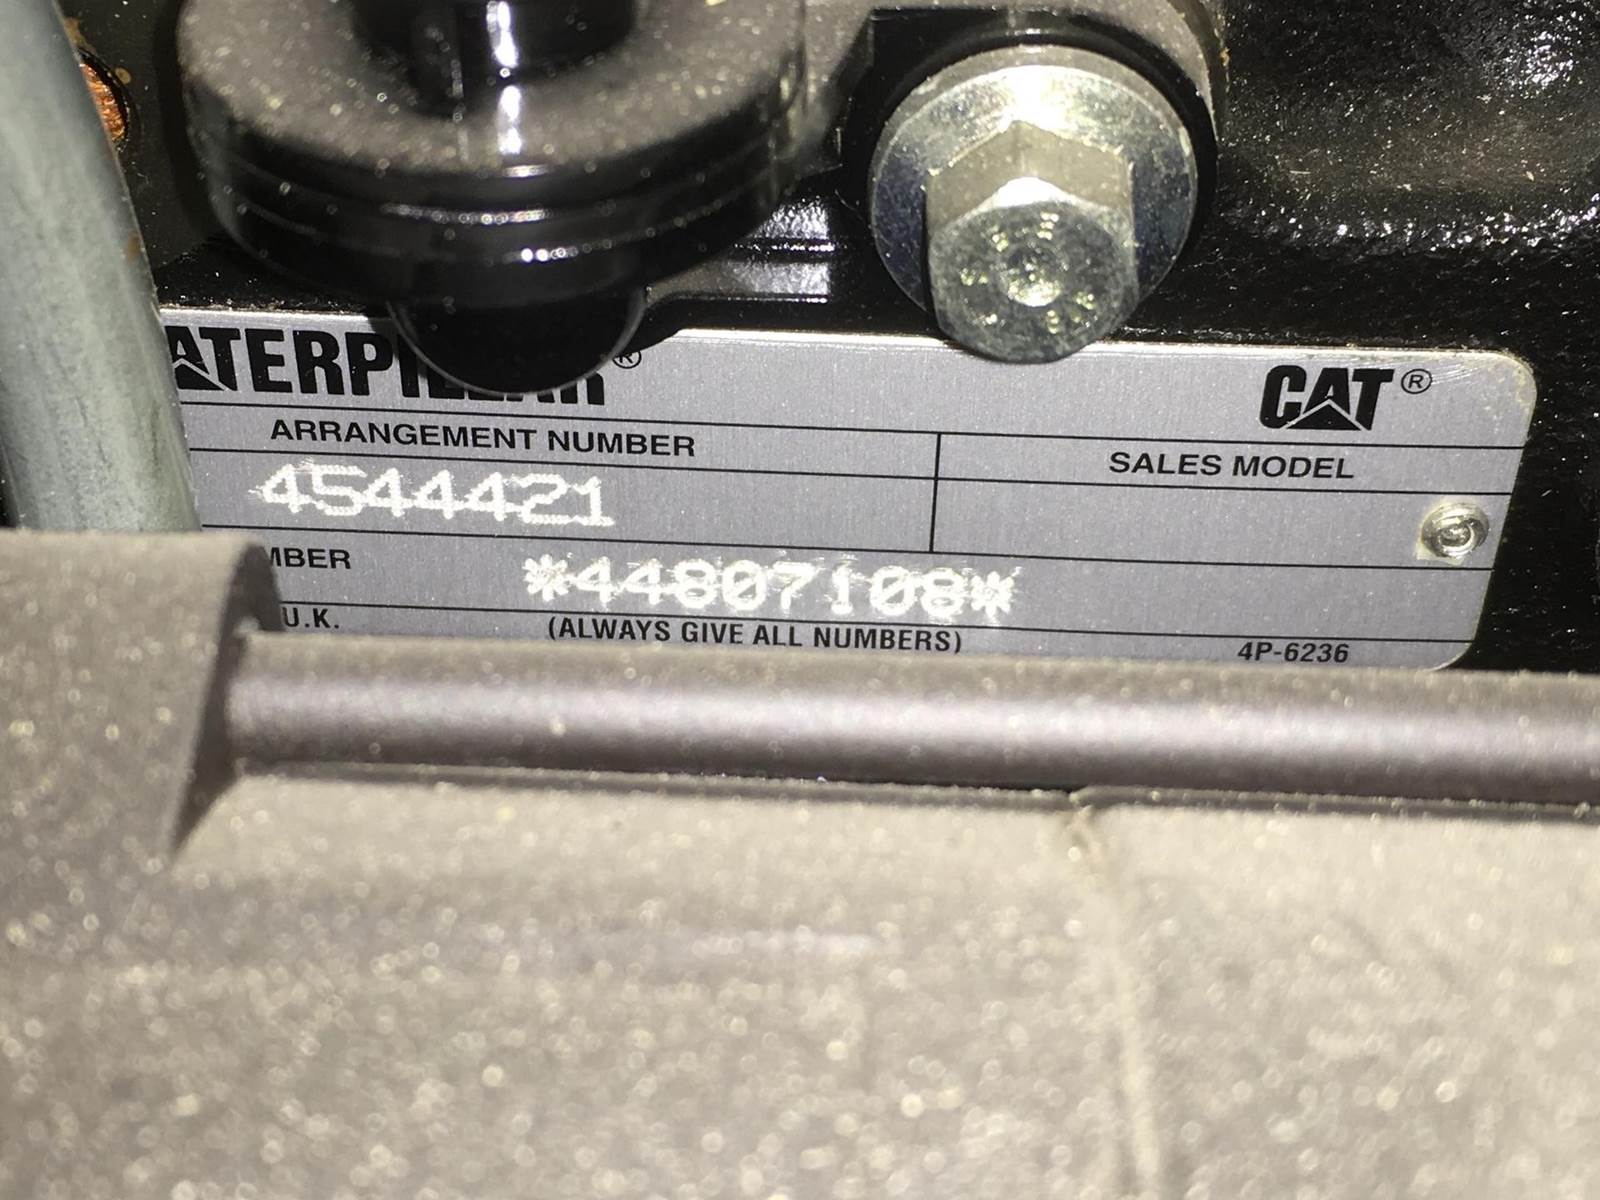 CATERPILLAR® CAT®
ARRANGEMENT NUMBER SALES MODEL
4544421
MBER *44807108*
U.K. (ALWAYS GIVE ALL NUMBERS) 4P-6236